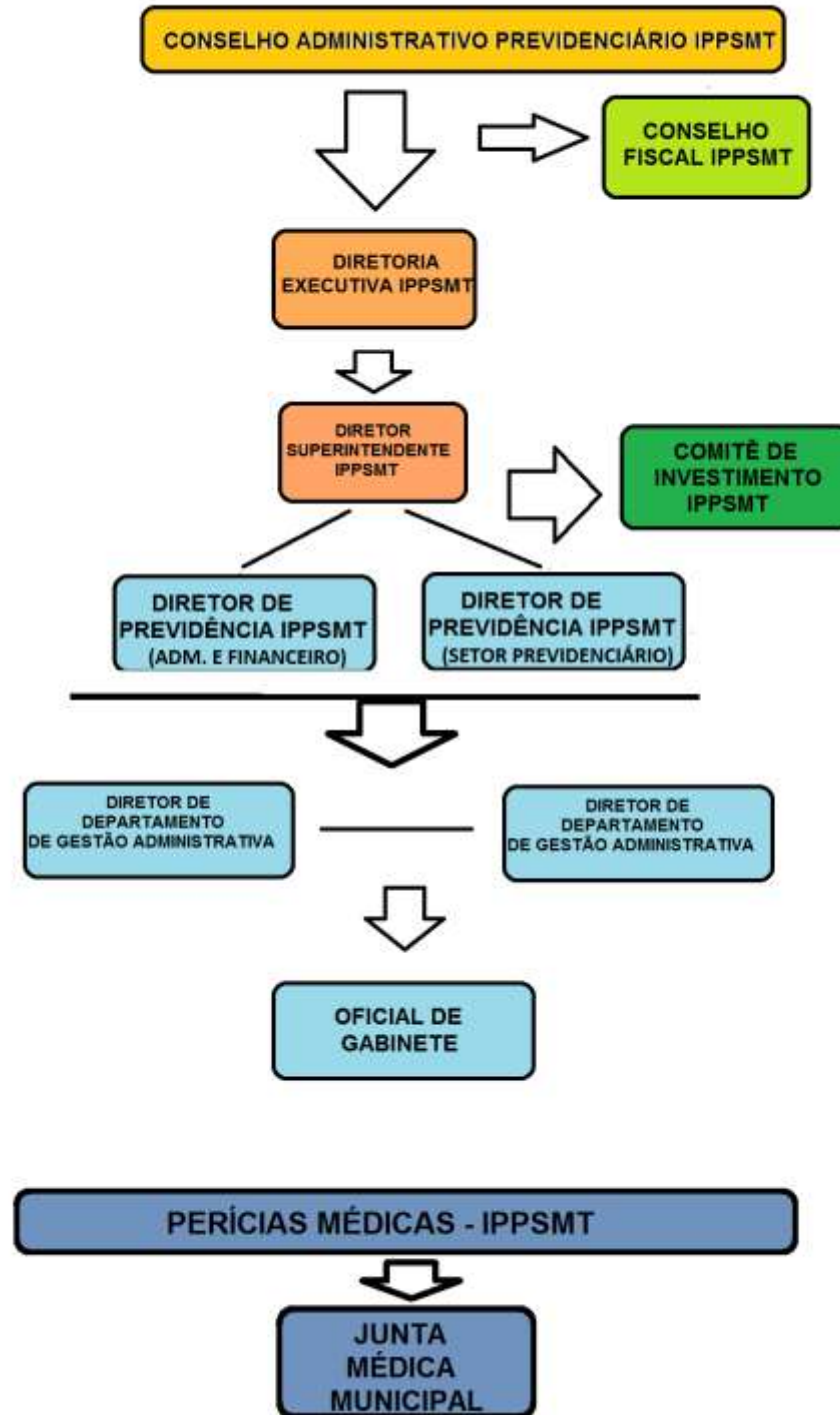 CONSELHO ADMINISTRATIVO PREVIDENCIÁRIO IPPSMT
CONSELHO
FISCAL IPPSMT
DIRETORIA
EXECUTIVA IPPSMT
DIRETOR
SUPERINTENDENTE
IPPSMT
COMITÊ DE
INVESTIMENTO
IPPSMT
DIRETOR DE
PREVIDÊNCIA IPPSMT
(ADM. E FINANCEIRO)
DIRETOR DE
PREVIDÊNCIA IPPSMT
(SETOR PREVIDENCIÁRIO)
DIRETOR DE
DEPARTAMENTO
DE GESTÃO ADMINISTRATIVA
DIRETOR DE
DEPARTAMENTO
DE GESTÃO ADMINISTRATIVA
OFICIAL DE
GABINETE
PERÍCIAS MÉDICAS - IPPSMT
JUNTA
MÉDICA
MUNICIPAL